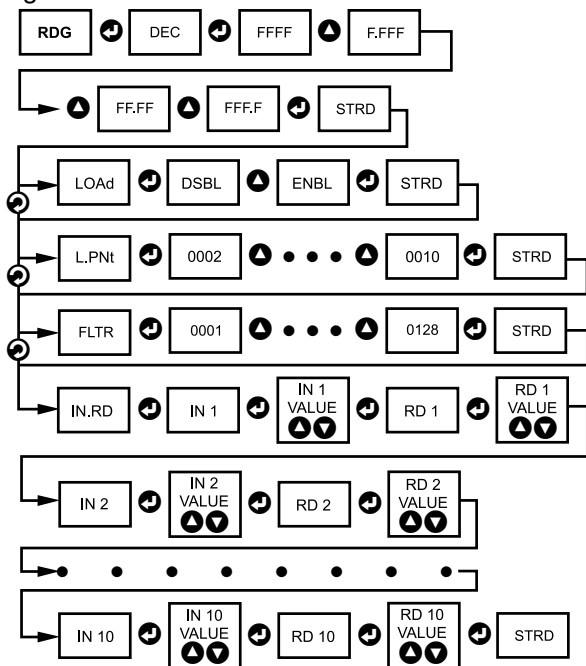 RDG DEC FFFF F.FFF
FF.FF FFF.F STRD
LOAd DSBL ENBL STRD
L.PNt 0002 0010 STRD
FLTR 0001 0128 STRD
IN.RD IN 1 IN 1 VALUE RD 1 RD 1 VALUE
IN 2 IN 2 VALUE RD 2 RD 2 VALUE
IN 10 IN 10 VALUE RD 10 RD 10 VALUE STRD